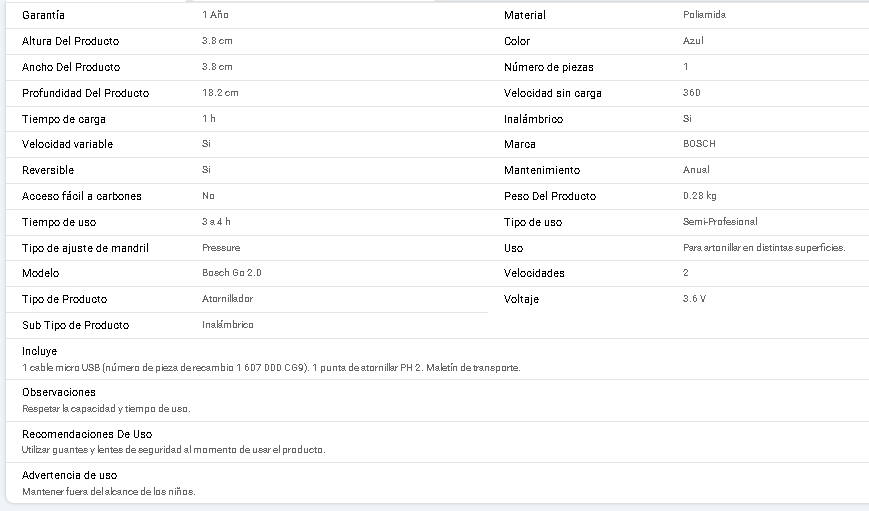 Garantía 1 Año Material Poliamida
Altura Del Producto 3.8 cm Color Azul
Ancho Del Producto 3.8 cm Número de piezas 1
Profundidad Del Producto 18.2 cm Velocidad sin carga 360
Tiempo de carga 1 h Inalámbrico Si
Velocidad variable Si Marca BOSCH
Reversible Si Mantenimiento Anual
Acceso fácil a carbones No Peso Del Producto 0.28 kg
Tiempo de uso 3 a 4 h Tipo de uso Semi-Profesional
Tipo de ajuste de mandril Pressure Uso Para artonillar en distintas superficies.
Modelo Bosch Go 2.0 Velocidades 2
Tipo de Producto Atornillador Voltaje 3.6 V
Sub Tipo de Producto Inalámbrico
Incluye
1 cable micro USB (número de pieza de recambio 1 607 000 CG9). 1 punta de atornillar PH 2. Maletín de transporte.
Observaciones
Respetar la capacidad y tiempo de uso.
Recomendaciones De Uso
Utilizar guantes y lentes de seguridad al momento de usar el producto.
Advertencia de uso
Mantener fuera del alcance de los niños.